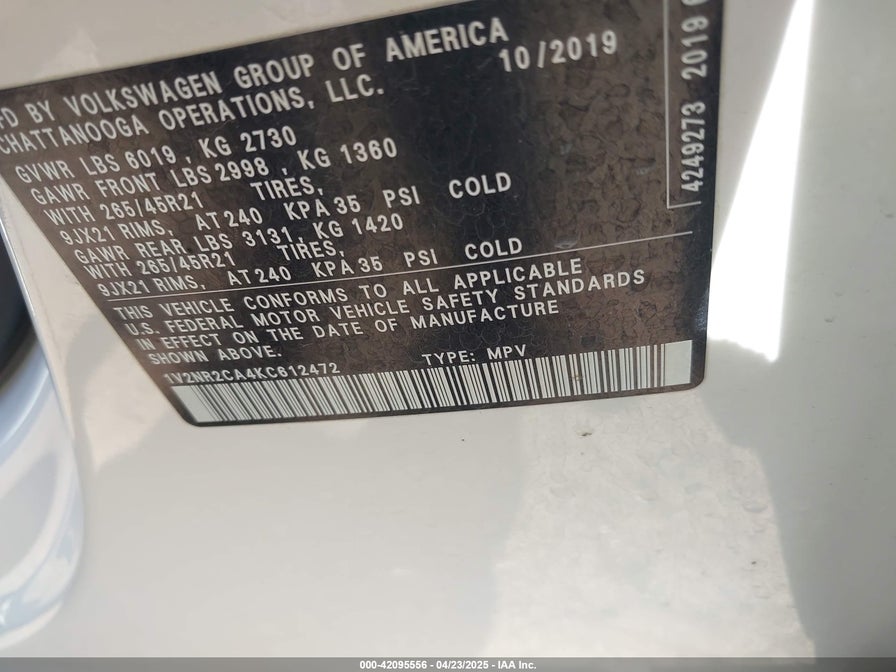 FD BY VOLKSWAGEN GROUP OF AMERICA
CHATTANOOGA OPERATIONS, LLC.
10/2019
GVWR LBS 6019 , KG 2730
GAWR FRONT LBS 2998 , KG 1360
WITH 265/45R21 TIRES,
9JX21 RIMS, AT 240 KPA 35 PSI COLD
GAWR REAR LBS 3131, KG 1420
WITH 265/45R21 TIRES,
9JX21 RIMS, AT 240 KPA 35 PSI COLD
THIS VEHICLE CONFORMS TO ALL APPLICABLE
U.S. FEDERAL MOTOR VEHICLE SAFETY STANDARDS
IN EFFECT ON THE DATE OF MANUFACTURE
SHOWN ABOVE.
1V2NR2CA4KC612472 TYPE: MPV
4249273 2019
000-42095556 - 04/23/2025 - IAA Inc.